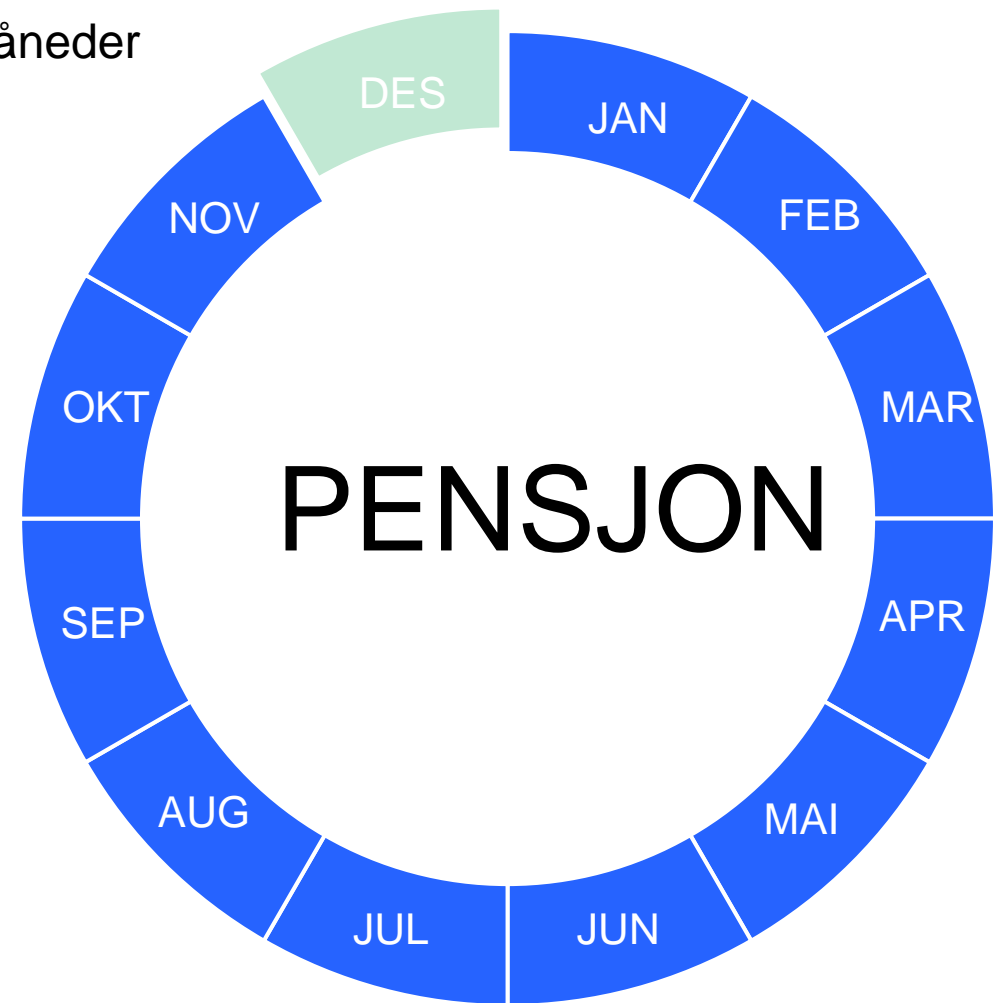 åneder
DES
JAN
NOV
FEB
OKT
MAR
PENSJON
SEP
APR
AUG
MAI
JUL
JUN